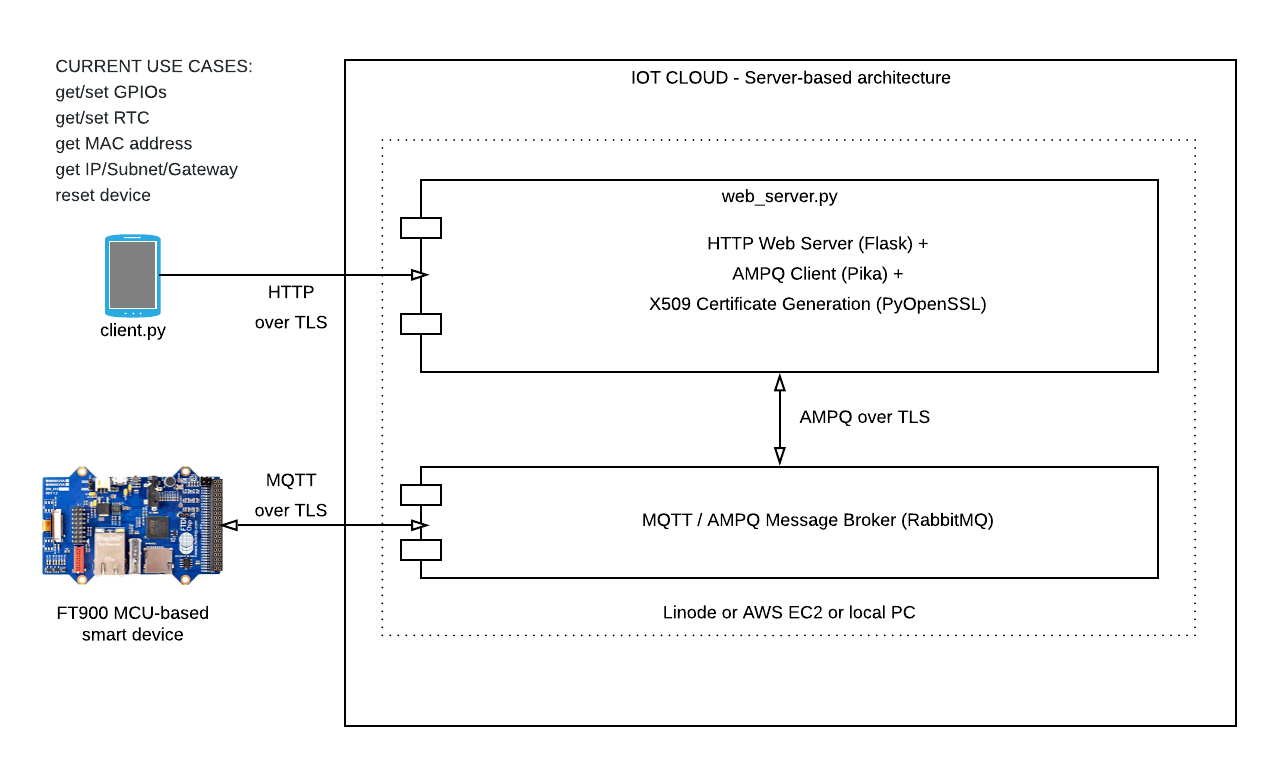 CURRENT USE CASES:
get/set GPIOs
get/set RTC
get MAC address
get IP/Subnet/Gateway
reset device
client.py
HTTP
over TLS
MQTT
over TLS
FT900 MCU-based
smart device
IOT CLOUD - Server-based architecture
web_server.py
HTTP Web Server (Flask) +
AMPQ Client (Pika) +
X509 Certificate Generation (PyOpenSSL)
AMPQ over TLS
MQTT / AMPQ Message Broker (RabbitMQ)
Linode or AWS EC2 or local PC